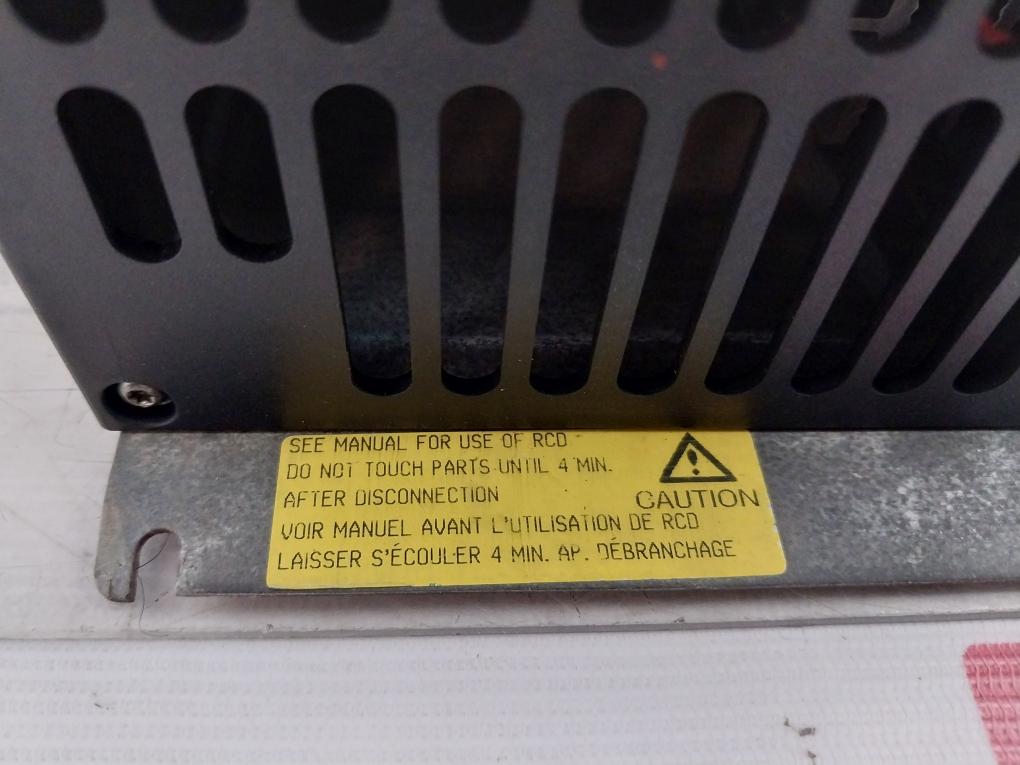 SEE MANUAL FOR USE OF RCD
DO NOT TOUCH PARTS UNTIL 4 MIN.
AFTER DISCONNECTION
CAUTION
VOIR MANUEL AVANT L'UTILISATION DE RCD
LAISSER S'ÉCOULER 4 MIN. AP. DÉBRANCHAGE